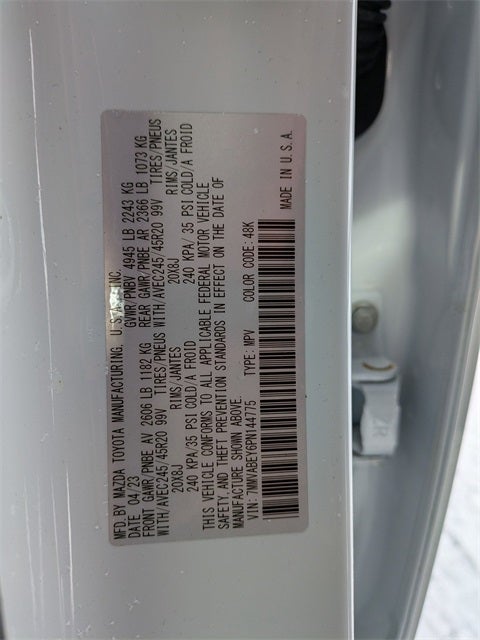 MFD. BY MAZDA TOYOTA MANUFACTURING, U.S.A., INC.
DATE 04/23 GVWR/PNBV 4945 LB 2243 KG
FRONT GAWR/PNBE AV 2606 LB 1182 KG REAR GAWR/PNBE AR 2366 LB 1073 KG
WITH/AVEC245/45R20 99V TIRES/PNEUS WITH/AVEC245/45R20 99V TIRES/PNEUS
20X8J RIMS/JANTES 20X8J RIMS/JANTES
240 KPA/35 PSI COLD/A FROID 240 KPA/ 35 PSI COLD/A FROID
THIS VEHICLE CONFORMS TO ALL APPLICABLE FEDERAL MOTOR VEHICLE
SAFETY, AND THEFT PREVENTION STANDARDS IN EFFECT ON THE DATE OF
MANUFACTURE SHOWN ABOVE.
VIN: 7MMVABEY6PN144775 TYPE: MPV COLOR CODE: 48K
MADE IN U.S.A.